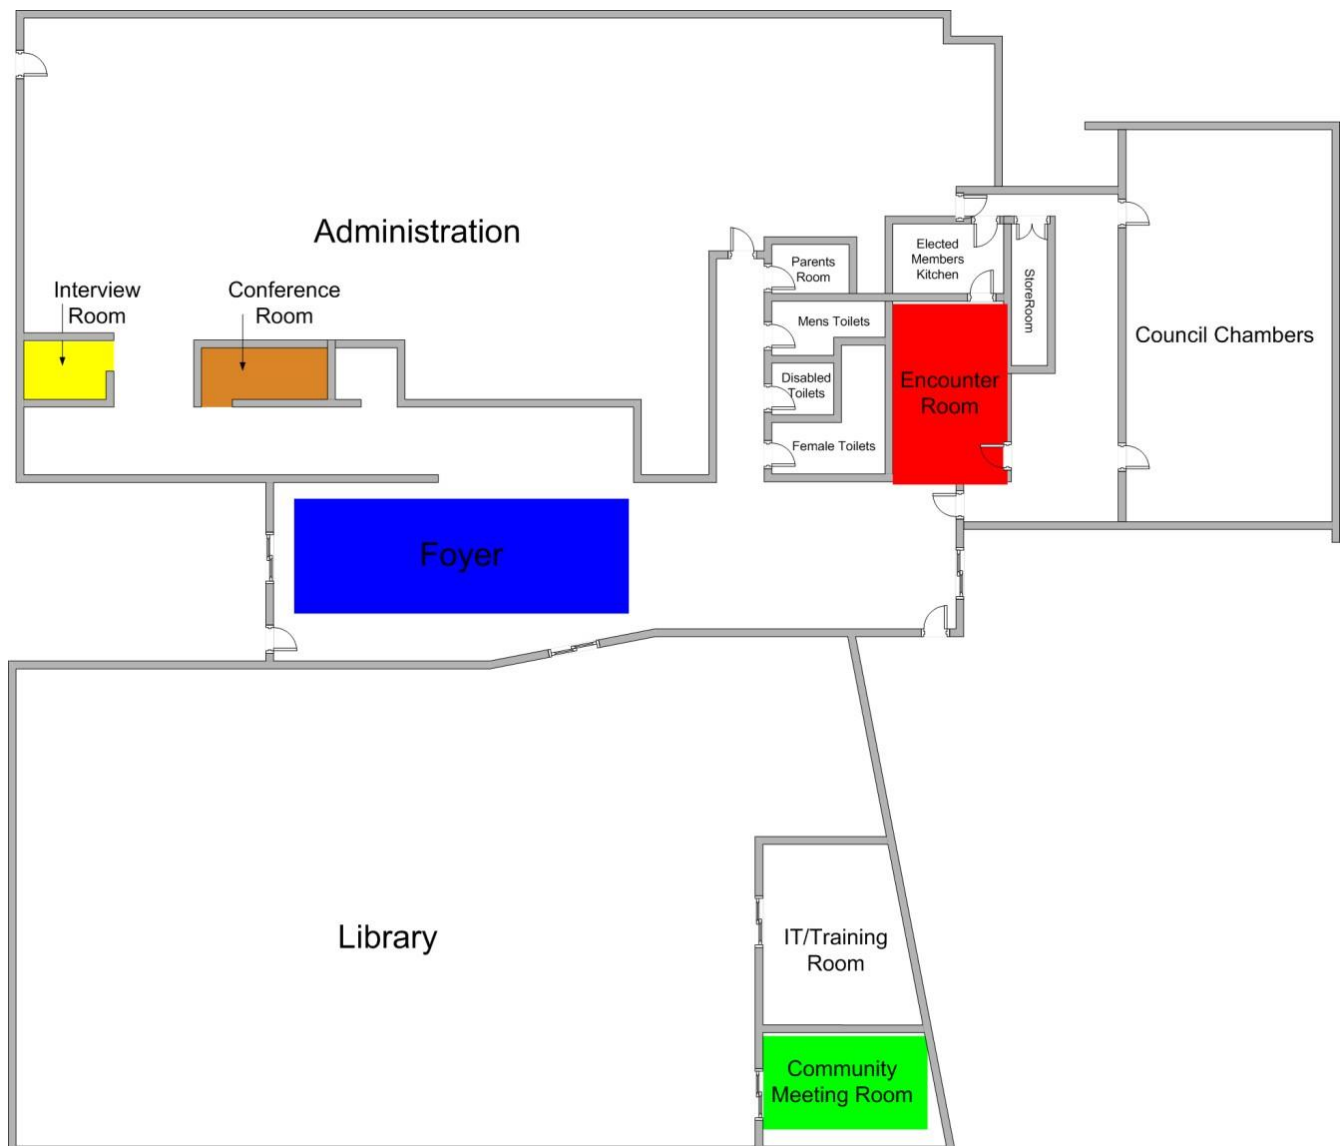 Administration
Interview
Room
Conference
Room
Parents
Room
Elected
Members
Kitchen
StoreRoom
Mens Toilets
Disabled
Toilets
Female Toilets
Encounter
Room
Council Chambers
Foyer
Library
IT/Training
Room
Community
Meeting Room